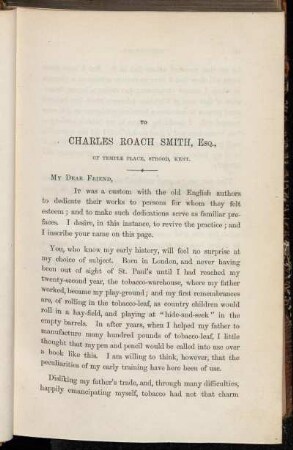 TO
CHARLES ROACH SMITH, Esq.,
OF TEMPLE PLACE, STROOD, KENT.
My Dear Friend,
It was a custom with the old English authors
to dedicate their works to persons for whom they felt
esteem; and to make such dedications serve as familiar pre-
faces. I desire, in this instance, to revive the practice; and
I inscribe your name on this page.
You, who know my early history, will feel no surprise at
my choice of subject. Born in London, and never having
been out of sight of St. Paul's until I had reached my
twenty-second year, the tobacco-warehouse, where my father
worked, became my play-ground; and my first remembrances
are, of rolling in the tobacco-leaf, as country children would
roll in a hay-field, and playing at "hide-and-seek" in the
empty barrels. In after years, when I helped my father to
manufacture many hundred pounds of tobacco-leaf, I little
thought that my pen and pencil would be called into use over
a book like this. I am willing to think, however, that the
peculiarities of my early training have here been of use.
Disliking my father's trade, and, through many difficulties,
happily emancipating myself, tobacco had not that charm